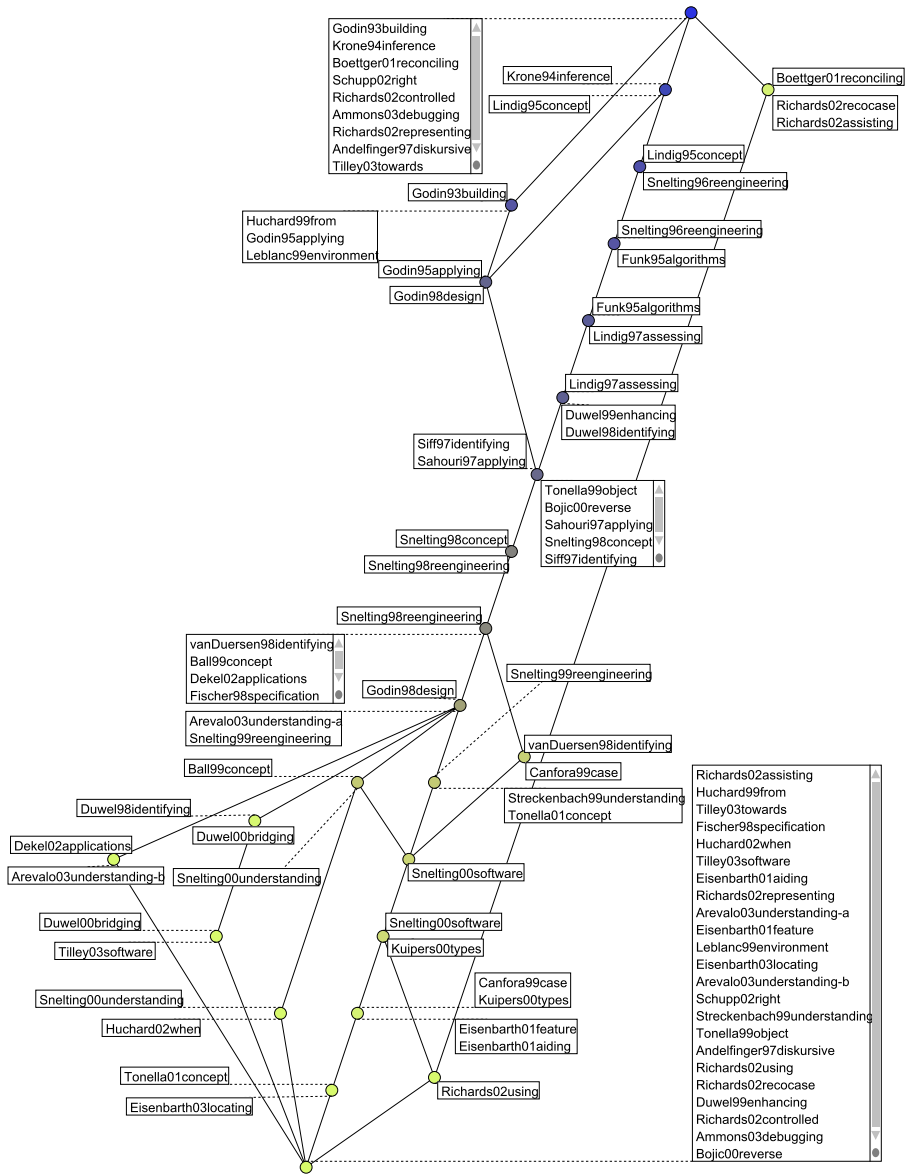 Godin93building
Krone94inference
Boettger01reconciling
Schupp02right
Richards02controlled
Ammons03debugging
Richards02representing
Andelfinger97diskursive
Tilley03towards
Krone94inference
Lindig95concept
Boettger01reconciling
Richards02recocase
Richards02assisting
Lindig95concept
Snelting96reengineering
Godin93building
Huchard99from
Godin95applying
Leblanc99environment
Snelting96reengineering
Funk95algorithms
Godin95applying
Godin98design
Funk95algorithms
Lindig97assessing
Lindig97assessing
Duwel99enhancing
Duwel98identifying
Siff97identifying
Sahouri97applying
Tonella99object
Bojic00reverse
Sahouri97applying
Snelting98concept
Siff97identifying
Snelting98concept
Snelting98reengineering
Snelting98reengineering
vanDuersen98identifying
Ball99concept
Dekel02applications
Fischer98specification
Snelting99reengineering
Godin98design
Arevalo03understanding-a
Snelting99reengineering
vanDuersen98identifying
Canfora99case
Ball99concept
Streckenbach99understanding
Tonella01concept
Duwel98identifying
Duwel00bridging
Dekel02applications
Arevalo03understanding-b
Snelting00understanding
Snelting00software
Duwel00bridging
Tilley03software
Snelting00software
Kuipers00types
Canfora99case
Kuipers00types
Snelting00understanding
Huchard02when
Eisenbarth01feature
Eisenbarth01aiding
Tonella01concept
Eisenbarth03locating
Richards02using
Richards02assisting
Huchard99from
Tilley03towards
Fischer98specification
Huchard02when
Tilley03software
Eisenbarth01aiding
Richards02representing
Arevalo03understanding-a
Eisenbarth01feature
Leblanc99environment
Eisenbarth03locating
Arevalo03understanding-b
Schupp02right
Streckenbach99understanding
Tonella99object
Andelfinger97diskursive
Richards02using
Richards02recocase
Duwel99enhancing
Richards02controlled
Ammons03debugging
Bojic00reverse